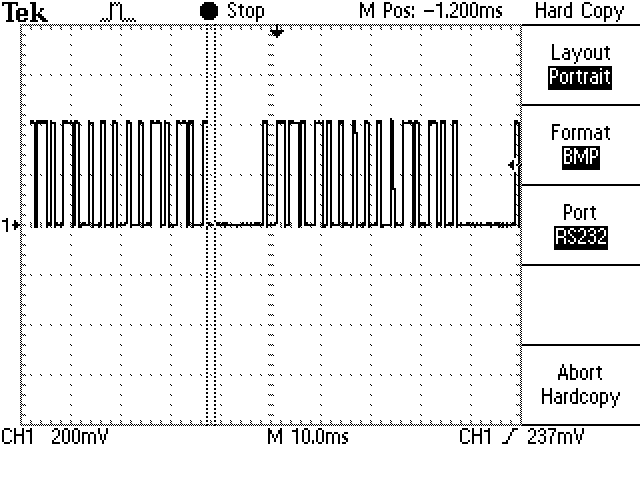 Tek Stop M Pos: -1.200ms Hard Copy
Layout
Portrait
Format
BMP
Port
RS232
Abort
Hardcopy
1
CH1 200mV M 10.0ms CH1 237mV